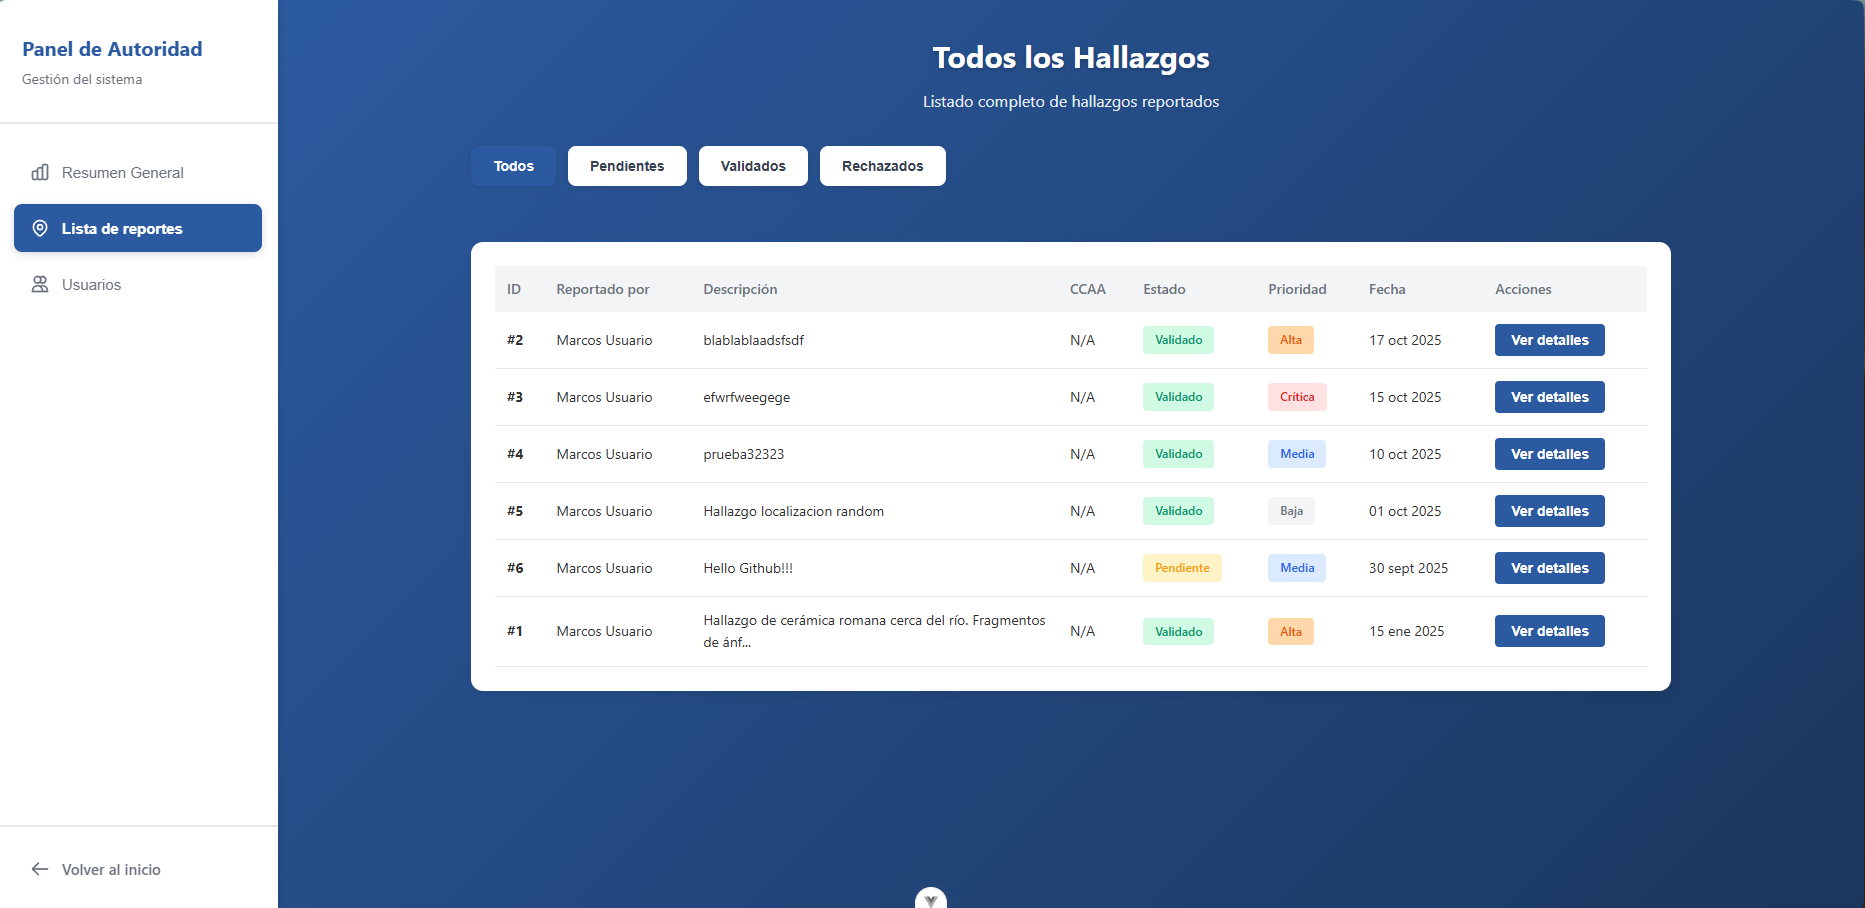 Panel de Autoridad
Gestión del sistema
Resumen General
Lista de reportes
Usuarios
Volver al inicio
Todos los Hallazgos
Listado completo de hallazgos reportados
Todos Pendientes Validados Rechazados
ID Reportado por Descripción CCAA Estado Prioridad Fecha Acciones
#2 Marcos Usuario blablablaadsfsdf N/A Validado Alta 17 oct 2025 Ver detalles
#3 Marcos Usuario efwrfweegege N/A Validado Crítica 15 oct 2025 Ver detalles
#4 Marcos Usuario prueba32323 N/A Validado Media 10 oct 2025 Ver detalles
#5 Marcos Usuario Hallazgo localizacion random N/A Validado Baja 01 oct 2025 Ver detalles
#6 Marcos Usuario Hello Github!!! N/A Pendiente Media 30 sept 2025 Ver detalles
#1 Marcos Usuario Hallazgo de cerámica romana cerca del río. Fragmentos N/A Validado Alta 15 ene 2025 Ver detalles
de ánf...